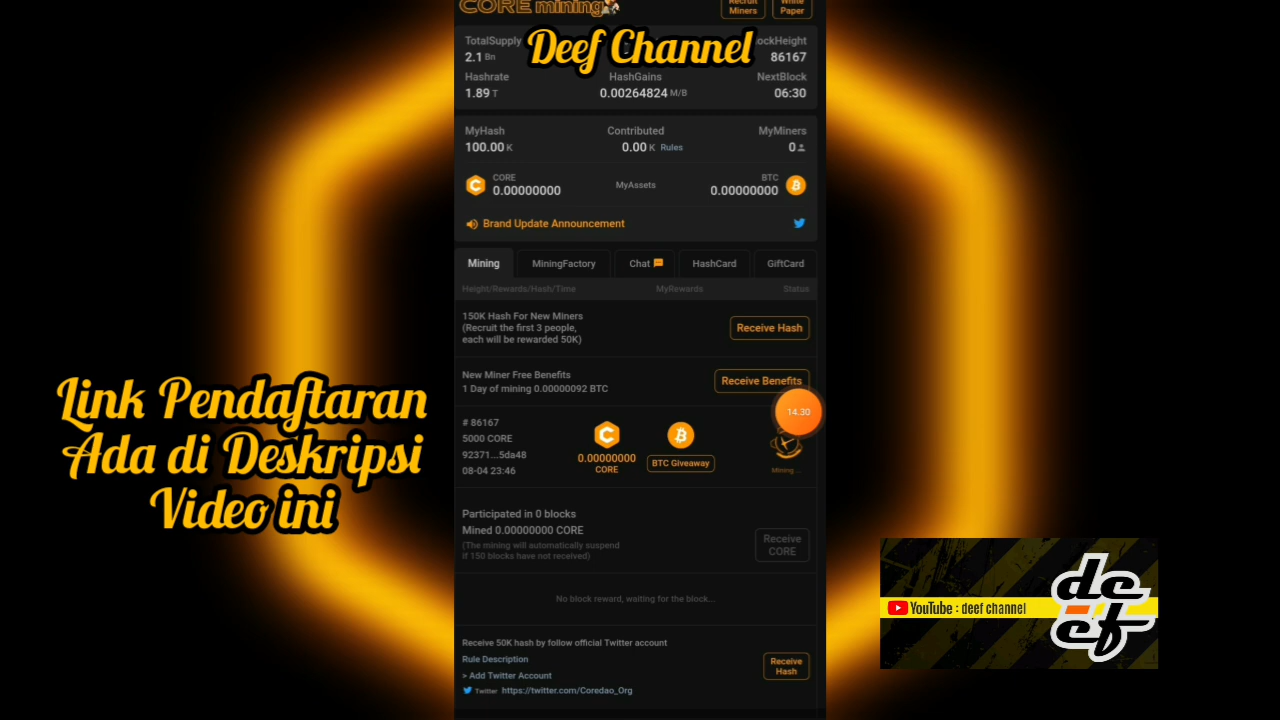 CORE mining
Recruit
Miners
White
Paper
TotalSupply
2.1 Bn
Deef Channel
86167
Hashrate
1.89 T
HashGains
0.00264824 M/B
NextBlock
06:30
MyHash
100.00 K
Contributed
0.00 K Rules
MyMiners
0
CORE
0.00000000
MyAssets
BTC
0.00000000
Brand Update Announcement
Mining
MiningFactory
Chat
HashCard
GiftCard
Height/Rewards/Hash/Time
MyRewards
Status
150K Hash For New Miners
(Recruit the first 3 people,
each will be rewarded 50K)
Receive Hash
New Miner Free Benefits
1 Day of mining 0.00000092 BTC
Receive Benefits
14.30
# 86167
5000 CORE
92371...5da48
08-04 23:46
0.00000000
CORE
BTC Giveaway
Mining...
Participated in 0 blocks
Mined 0.00000000 CORE
(The mining will automatically suspend
if 150 blocks have not received)
Receive
CORE
No block reward, waiting for the block...
Receive 50K hash by follow official Twitter account
Rule Description
> Add Twitter Account
Twitter https://twitter.com/Coredao_Org
Receive
Hash
Link Pendaftaran
Ada di Deskripsi
Video ini
YouTube : deef channel
de
ef